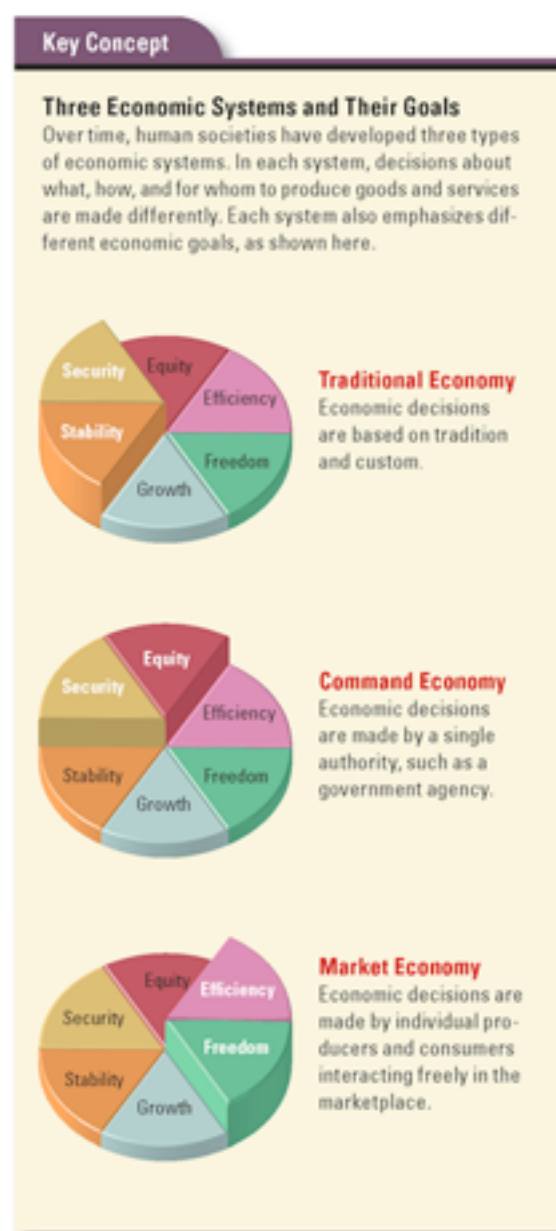 Key Concept
Three Economic Systems and Their Goals
Over time, human societies have developed three types
of economic systems. In each system, decisions about
what, how, and for whom to produce goods and services
are made differently. Each system also emphasizes dif-
ferent economic goals, as shown here.
Security
Equity
Efficiency
Stability
Freedom
Growth
Traditional Economy
Economic decisions
are based on tradition
and custom.
Equity
Security
Efficiency
Stability
Freedom
Growth
Command Economy
Economic decisions
are made by a single
authority, such as a
government agency.
Equity
Efficiency
Security
Freedom
Stability
Growth
Market Economy
Economic decisions are
made by individual pro-
ducers and consumers
interacting freely in the
marketplace.